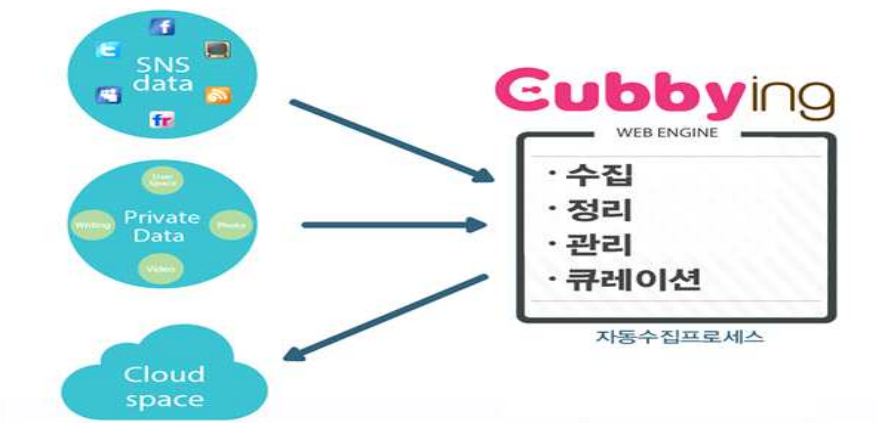 SNS
data
fr
User
Space
Writing
Private
Data
Photo
Video
Cloud
space
Cubbying
WEB ENGINE
· 수집
· 정리
· 관리
· 큐레이션
자동수집프로세스